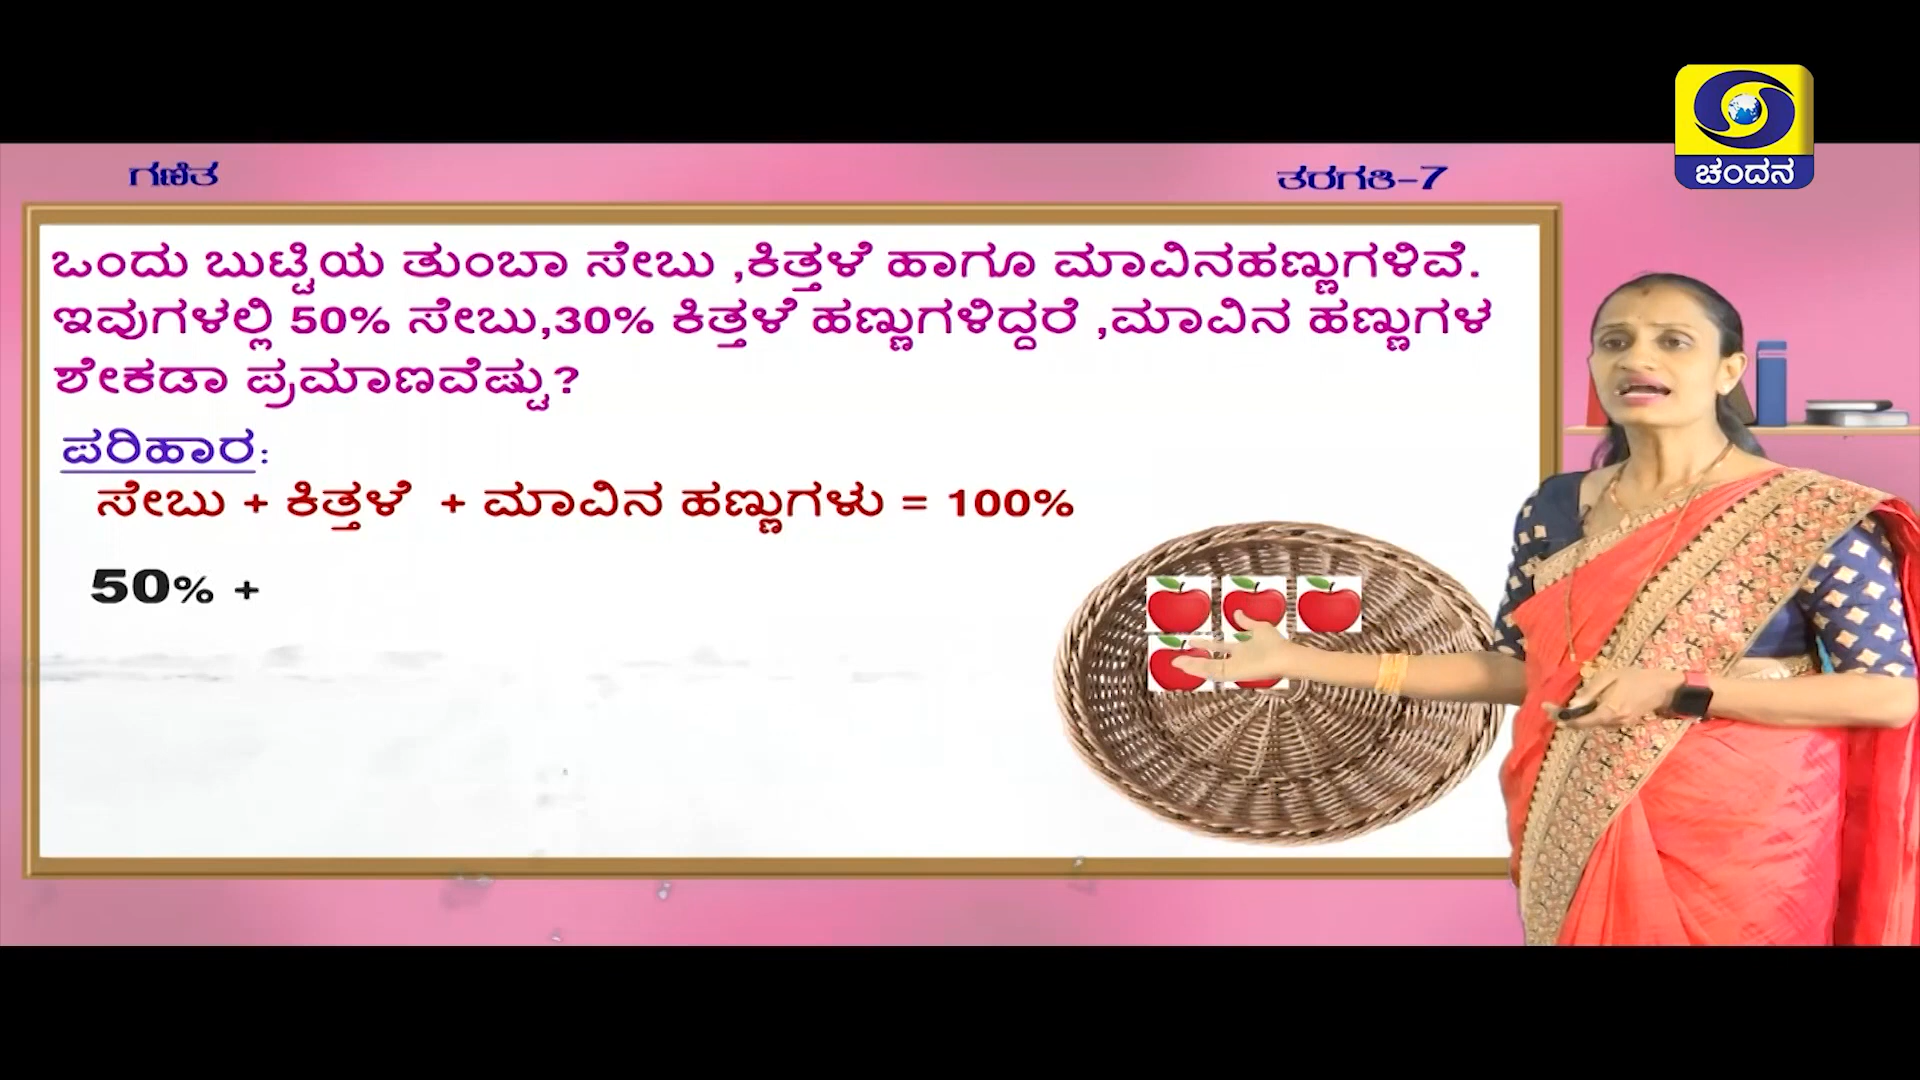 ಗಣಿತ
ತರಗತಿ-7
ಚಂದನ
ಒಂದು ಬುಟ್ಟಿಯ ತುಂಬಾ ಸೇಬು ,ಕಿತ್ತಳೆ ಹಾಗೂ ಮಾವಿನಹಣ್ಣುಗಳಿವೆ.
ಇವುಗಳಲ್ಲಿ 50% ಸೇಬು,30% ಕಿತ್ತಳೆ ಹಣ್ಣುಗಳಿದ್ದರೆ ,ಮಾವಿನ ಹಣ್ಣುಗಳ
ಶೇಕಡಾ ಪ್ರಮಾಣವೆಷ್ಟು?
ಪರಿಹಾರ:
ಸೇಬು + ಕಿತ್ತಳೆ + ಮಾವಿನ ಹಣ್ಣುಗಳು = 100%
50% +